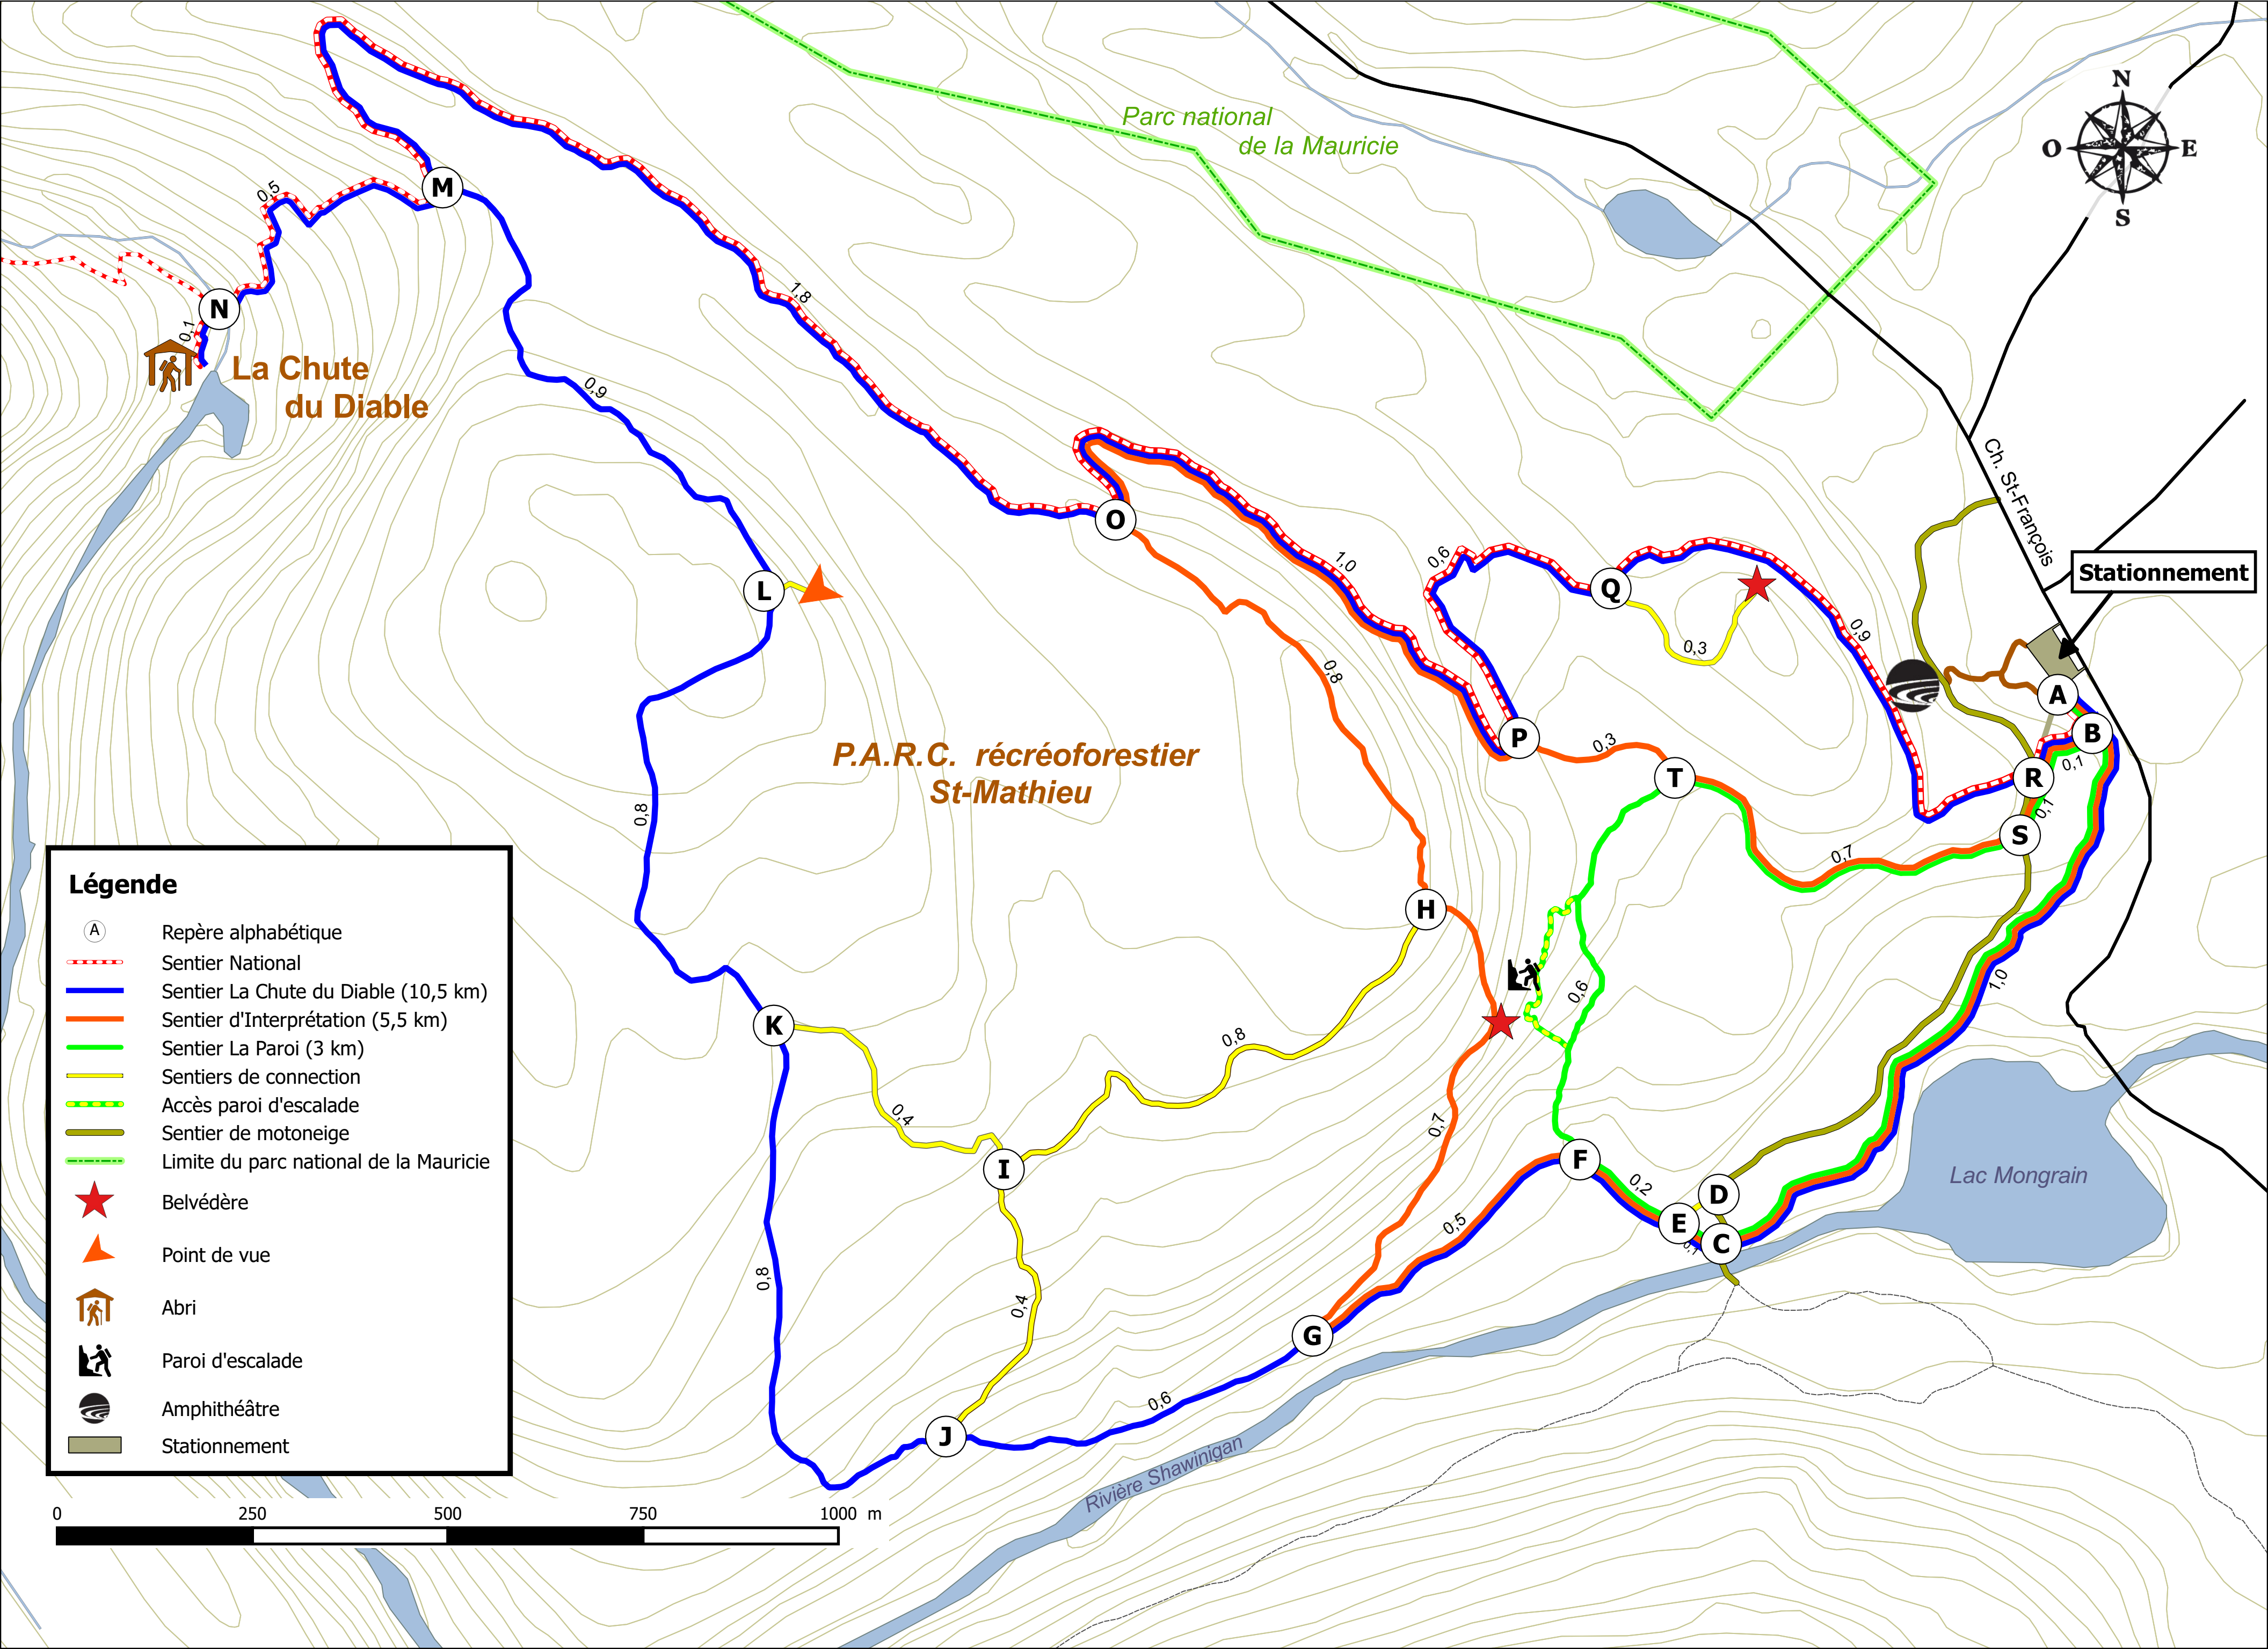 Parc national
de la Mauricie
N
O
E
S
M
0,5
1,8
N
0,1
La Chute
du Diable
0,9
Ch. St-François
O
1,0
0,6
Q
Stationnement
L
0,3
0,9
0,8
A
P.A.R.C. récréoforestier
St-Mathieu
P
0,3
T
B
0,1
R
0,1
S
0,7
0,8
H
0,6
1,0
K
0,8
0,4
0,7
I
F
0,2
D
E
C
0,1
Lac Mongrain
0,5
0,8
0,4
G
J
0,6
Rivière Shawinigan
Légende
A
Repère alphabétique
Sentier National
Sentier La Chute du Diable (10,5 km)
Sentier d'Interprétation (5,5 km)
Sentier La Paroi (3 km)
Sentiers de connection
Accès paroi d'escalade
Sentier de motoneige
Limite du parc national de la Mauricie
Belvédère
Point de vue
Abri
Paroi d'escalade
Amphithéâtre
Stationnement
0 250 500 750 1000 m